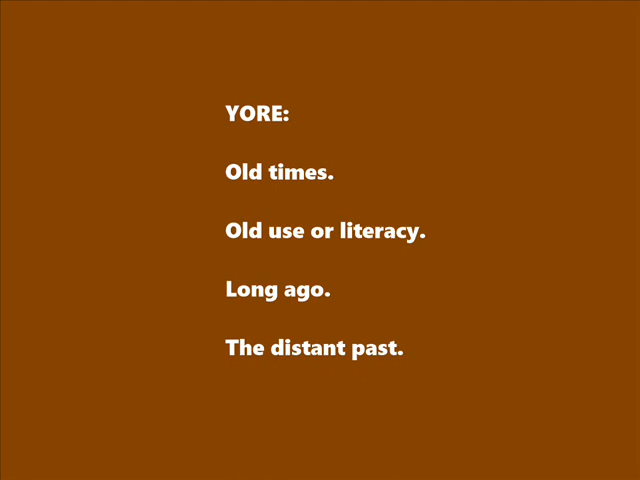 YORE:
Old times.
Old use or literacy.
Long ago.
The distant past.